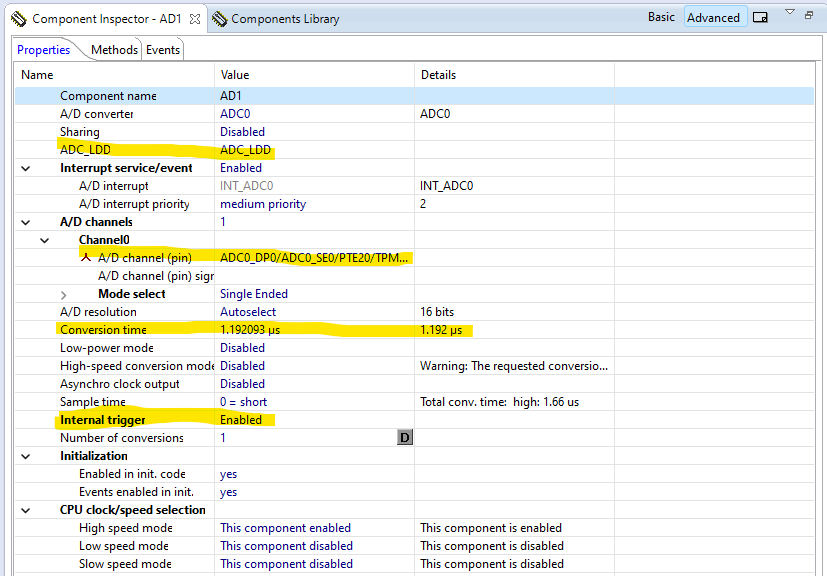 Component Inspector - AD1 Components Library Basic Advanced
Properties Methods Events
Name Value Details
Component name AD1
A/D converter ADC0 ADC0
Sharing Disabled
ADC_LDD ADC_LDD
Interrupt service/event Enabled
A/D interrupt INT_ADC0 INT_ADC0
A/D interrupt priority medium priority 2
A/D channels 1
Channel0
A/D channel (pin) ADC0_DP0/ADC0_SE0/PTE20/TPM...
A/D channel (pin) sigr
Mode select Single Ended
A/D resolution Autoselect 16 bits
Conversion time 1.192093 µs 1.192 µs
Low-power mode Disabled
High-speed conversion mode Disabled Warning: The requested conversio...
Asynchro clock output Disabled
Sample time 0 = short Total conv. time: high: 1.66 us
Internal trigger Enabled
Number of conversions 1 D
Initialization
Enabled in init. code yes
Events enabled in init. yes
CPU clock/speed selection
High speed mode This component enabled This component is enabled
Low speed mode This component disabled This component is disabled
Slow speed mode This component disabled This component is disabled